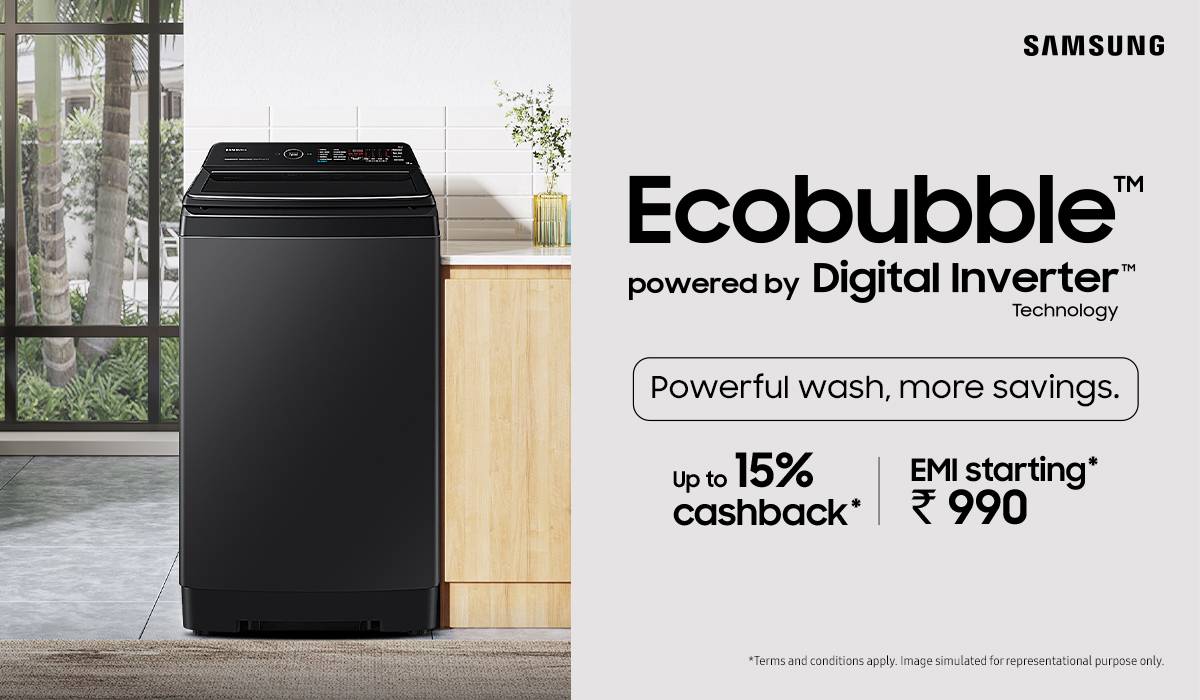 SAMSUNG
Ecobubble™
powered by Digital Inverter™
Technology
Powerful wash, more savings.
Up to 15%
cashback*
EMI starting*
₹ 990
*Terms and conditions apply. Image simulated for representational purpose only.
SAMSUNG